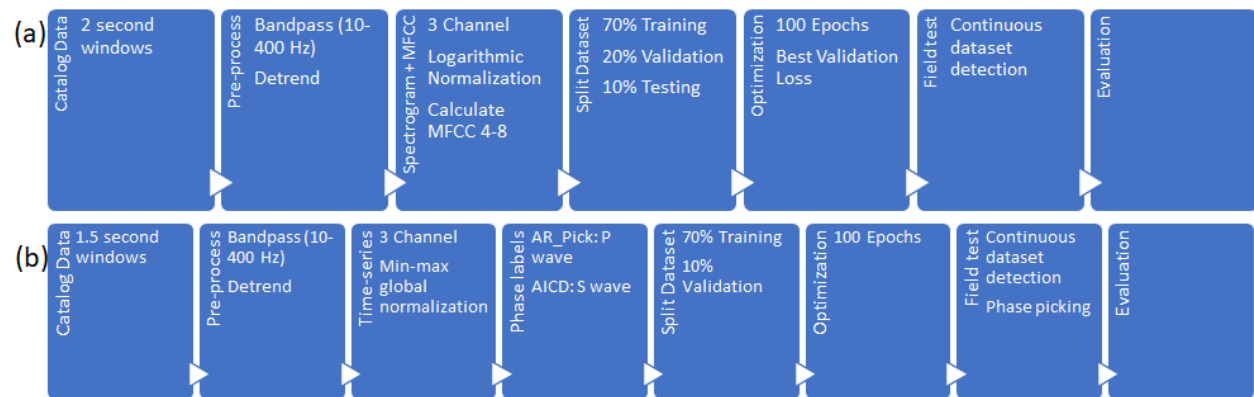 (a)
Catalog Data
2 second
windows
Pre-process
Bandpass (10-
400 Hz)
Detrend
Spectrogram + MFCC
3 Channel
Logarithmic
Normalization
Calculate
MFCC 4-8
Split Dataset
70% Training
20% Validation
10% Testing
Optimization
100 Epochs
Best Validation
Loss
Field test
Continuous
dataset
detection
Evaluation
(b)
Catalog Data
1.5 second
windows
Pre-process
Bandpass (10-
400 Hz)
Detrend
Time-series
3 Channel
Min-max
global
normalization
Phase labels
AR_Pick: P
wave
AICD: S wave
Split Dataset
70% Training
10%
Validation
Optimization
100 Epochs
Field test
Continuous
dataset
detection
Phase picking
Evaluation